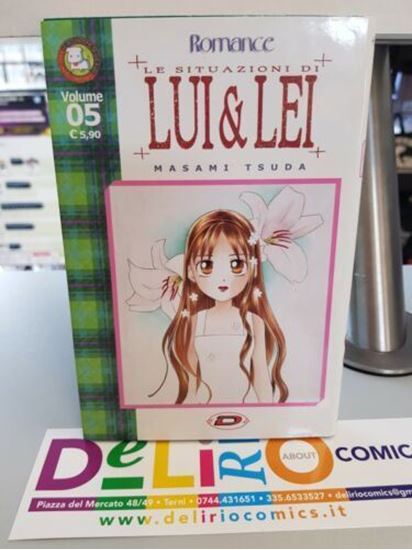 Romance
LE SITUAZIONI DI
LUI & LEI
MASAMI TSUDA
Volume
05
€ 5,90
D
DeLiRiO
ABOUT
COMIC
Piazza del Mercato 48/49 • Terni • 0744.431651 • 335.6533527 • deliriocomics@gm
www.deliriocomics.it